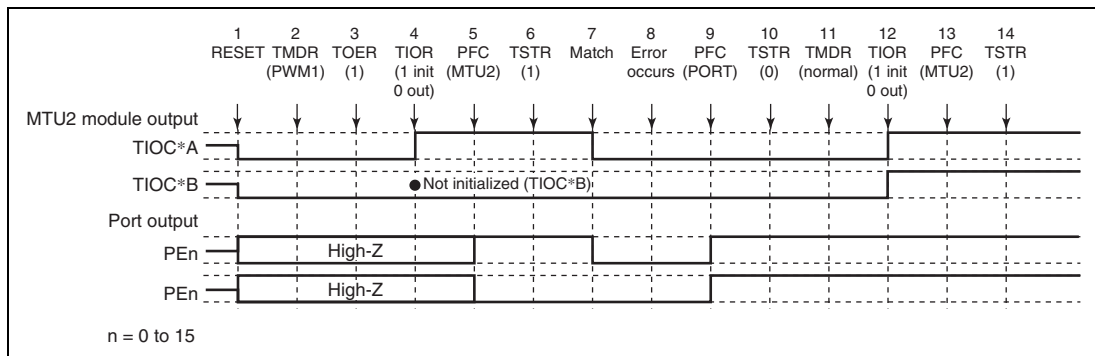 1 2 3 4 5 6 7 8 9 10 11 12 13 14
RESET TMDR TOER TIOR PFC TSTR Match Error PFC TSTR TMDR TIOR PFC TSTR
(PWM1) (1) (1 init (MTU2) (1) occurs (PORT) (0) (normal) (1 init (MTU2) (1)
0 out) 0 out)
MTU2 module output
TIOC*A
TIOC*B
Not initialized (TIOC*B)
Port output
PEn
High-Z
PEn
High-Z
n = 0 to 15